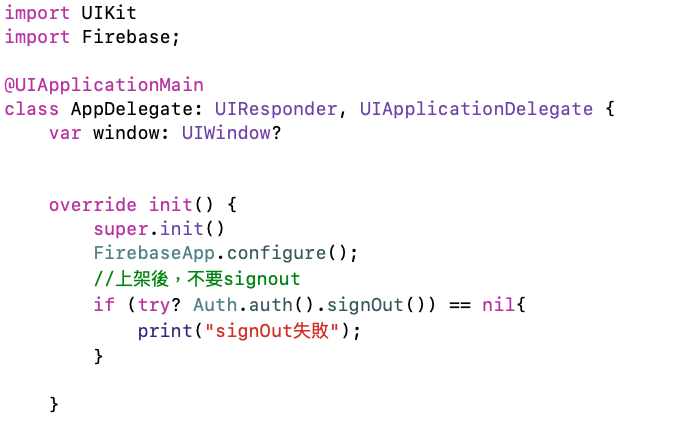 import UIKit
import Firebase;
@UIApplicationMain
class AppDelegate: UIResponder, UIApplicationDelegate {
var window: UIWindow?
override init() {
super.init()
FirebaseApp.configure();
//上架後，不要signout
if (try? Auth.auth().signOut()) == nil{
print("signOut失敗");
}
}